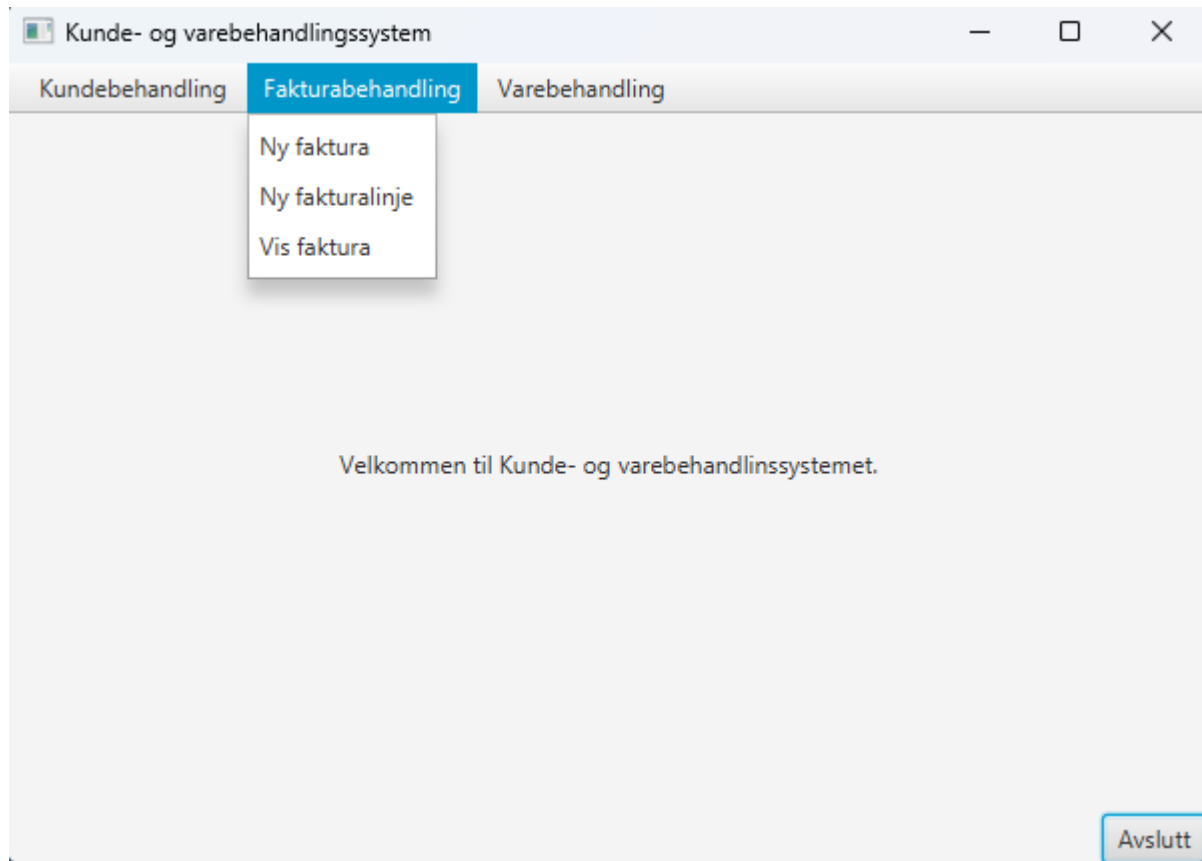 Kunde- og varebehandlingssystem
Kundebehandling Fakturabehandling Varebehandling
Ny faktura
Ny fakturalinje
Vis faktura
Velkommen til Kunde- og varebehandlinssystemet.
Avslutt